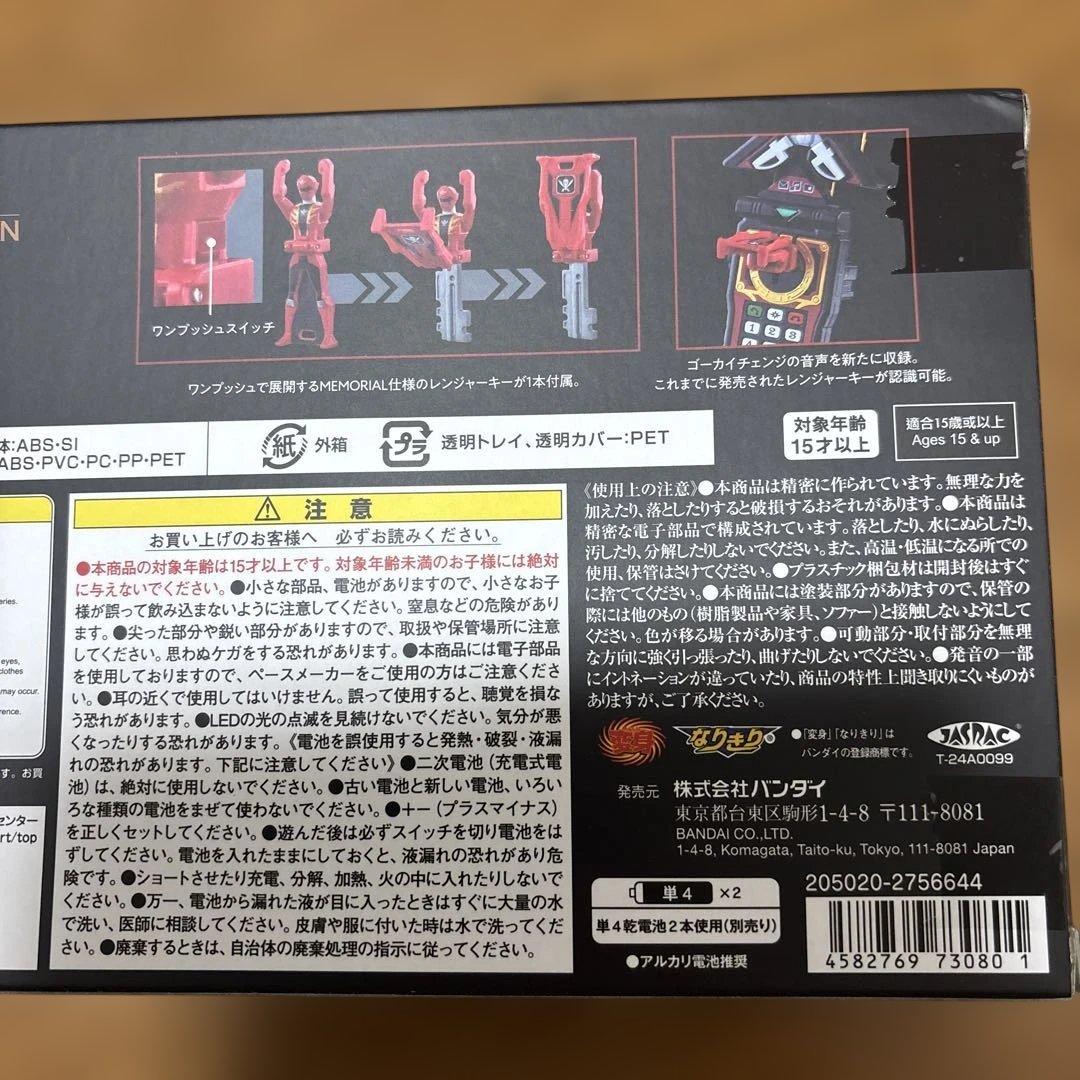 N
ワンプッシュスイッチ
ワンプッシュで展開するMEMORIAL仕様のレンジャーキーが1本付属。
ゴーカイチェンジの音声を新たに収録。
これまでに発売されたレンジャーキーが認識可能。
体:ABS・SI
ABS・PVC・PC・PP・PET
紙 外箱
プラ 透明トレイ、透明カバー:PET
対象年齢
15才以上
適合15歲或以上
Ages 15 & up
eries.
eyes,
clothes
may occur.
rence.
す。お買
センター
rt/top
注意
お買い上げのお客様へ 必ずお読みください。
●本商品の対象年齢は15才以上です。対象年齢未満のお子様には絶対
に与えないでください。●小さな部品、電池がありますので、小さなお子
様が誤って飲み込まないように注意してください。窒息などの危険があり
ます。●尖った部分や鋭い部分がありますので、取扱や保管場所に注意
してください。思わぬケガをする恐れがあります。●本商品には電子部品
を使用しておりますので、ペースメーカーをご使用の方はご注意くださ
い。●耳の近くで使用してはいけません。誤って使用すると、聴覚を損な
う恐れがあります。●LEDの光の点滅を見続けないでください。気分が悪
くなったりする恐れがあります。《電池を誤使用すると発熱・破裂・液漏
れの恐れがあります。下記に注意してください》●二次電池(充電式電
池)は、絶対に使用しないでください。●古い電池と新しい電池、いろい
ろな種類の電池をまぜて使わないでください。●+−(プラスマイナス)
を正しくセットしてください。●遊んだ後は必ずスイッチを切り電池をは
ずしてください。電池を入れたままにしておくと、液漏れの恐れがあり危
険です。●ショートさせたり充電、分解、加熱、火の中に入れたりしないで
ください。●万一、電池から漏れた液が目に入ったときはすぐに大量の水
で洗い、医師に相談してください。皮膚や服に付いた時は水で洗ってくだ
さい。●廃棄するときは、自治体の廃棄処理の指示に従ってください。
《使用上の注意》●本商品は精密に作られています。無理な力を
加えたり、落としたりすると破損するおそれがあります。●本商品は
精密な電子部品で構成されています。落としたり、水にぬらしたり、
汚したり、分解したりしないでください。また、高温・低温になる所での
使用、保管はさけてください。●プラスチック梱包材は開封後はすぐ
に捨ててください。●本商品には塗装部分がありますので、保管の
際には他のもの(樹脂製品や家具、ソファー)と接触しないようにして
ください。色が移る場合があります。●可動部分・取付部分を無理
な方向に強く引っ張ったり、曲げたりしないでください。●発音の一部
にイントネーションが違っていたり、商品の特性上聞き取りにくいものが
ありますが、ご了承ください。
変身 なりきり ●「変身」「なりきり」は
バンダイの登録商標です。
JASRAC
T-24A0099
発売元 株式会社バンダイ
東京都台東区駒形1-4-8 〒111-8081
BANDAI CO.,LTD.
1-4-8, Komagata, Taito-ku, Tokyo, 111-8081 Japan
単4 ×2
単4乾電池2本使用(別売り)
●アルカリ電池推奨
205020-2756644
4582769 73080 1